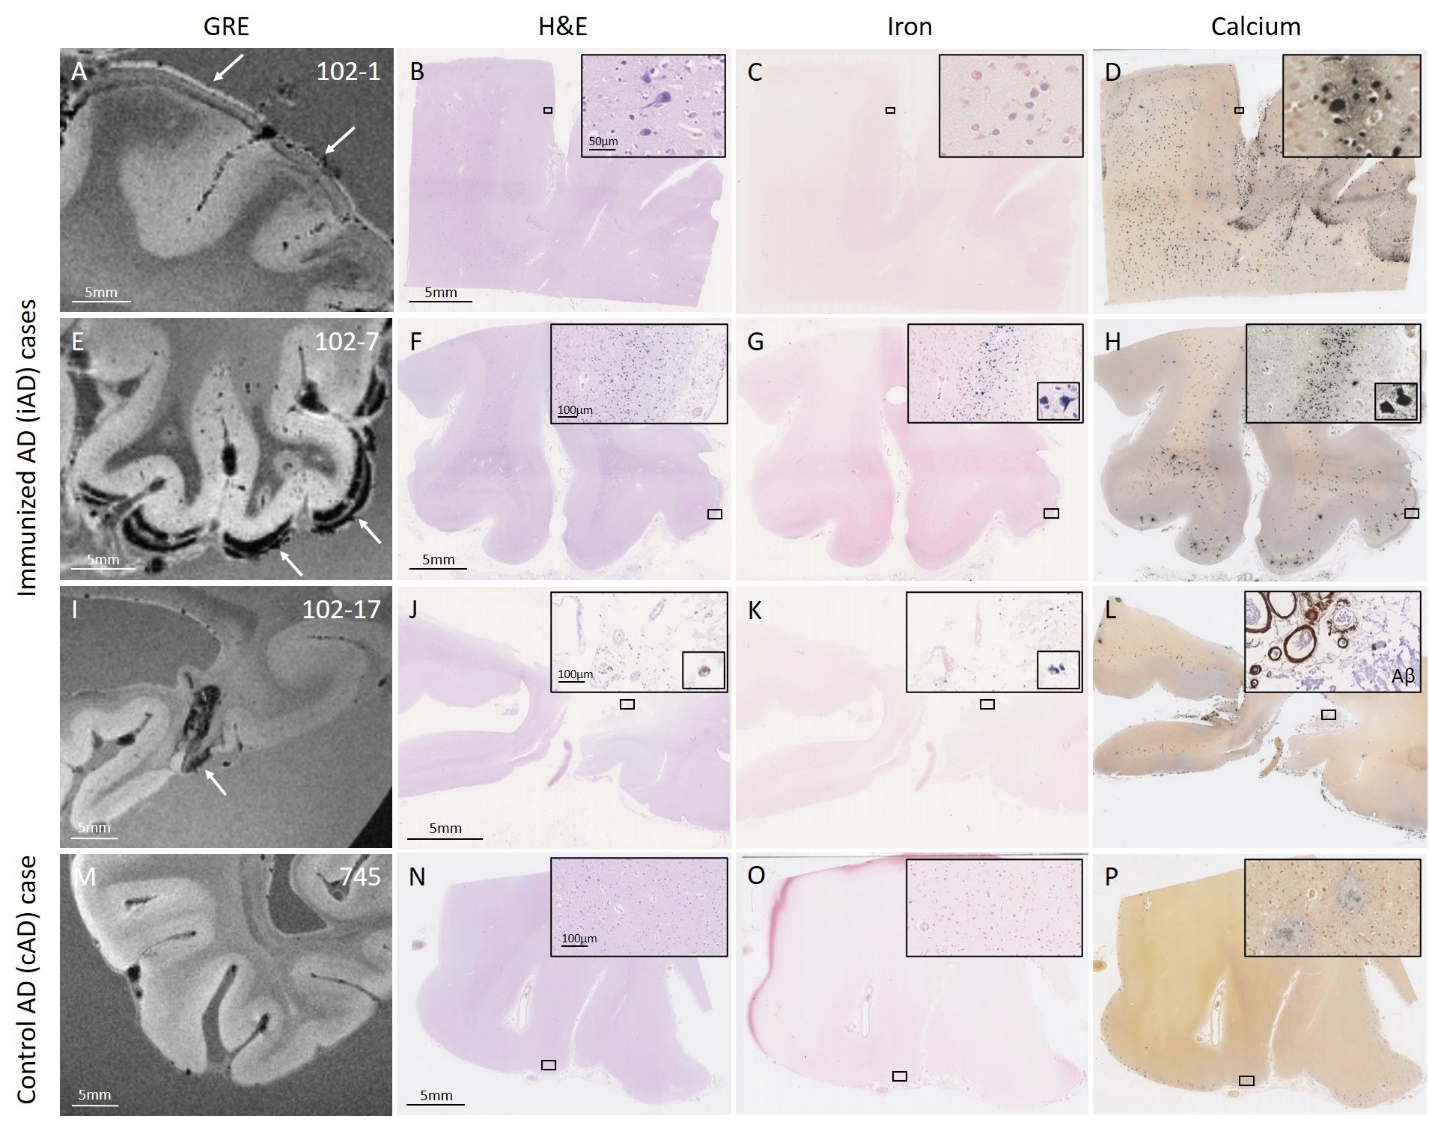 GRE H&E Iron Calcium
Immunized AD (iAD) cases
A 102-1 B C D
50μm
5mm 5mm
E 102-7 F G H
100μm
5mm 5mm
I 102-17 J K L
100μm Aβ
5mm 5mm
Control AD (cAD) case
M 745 N O P
100μm
5mm 5mm